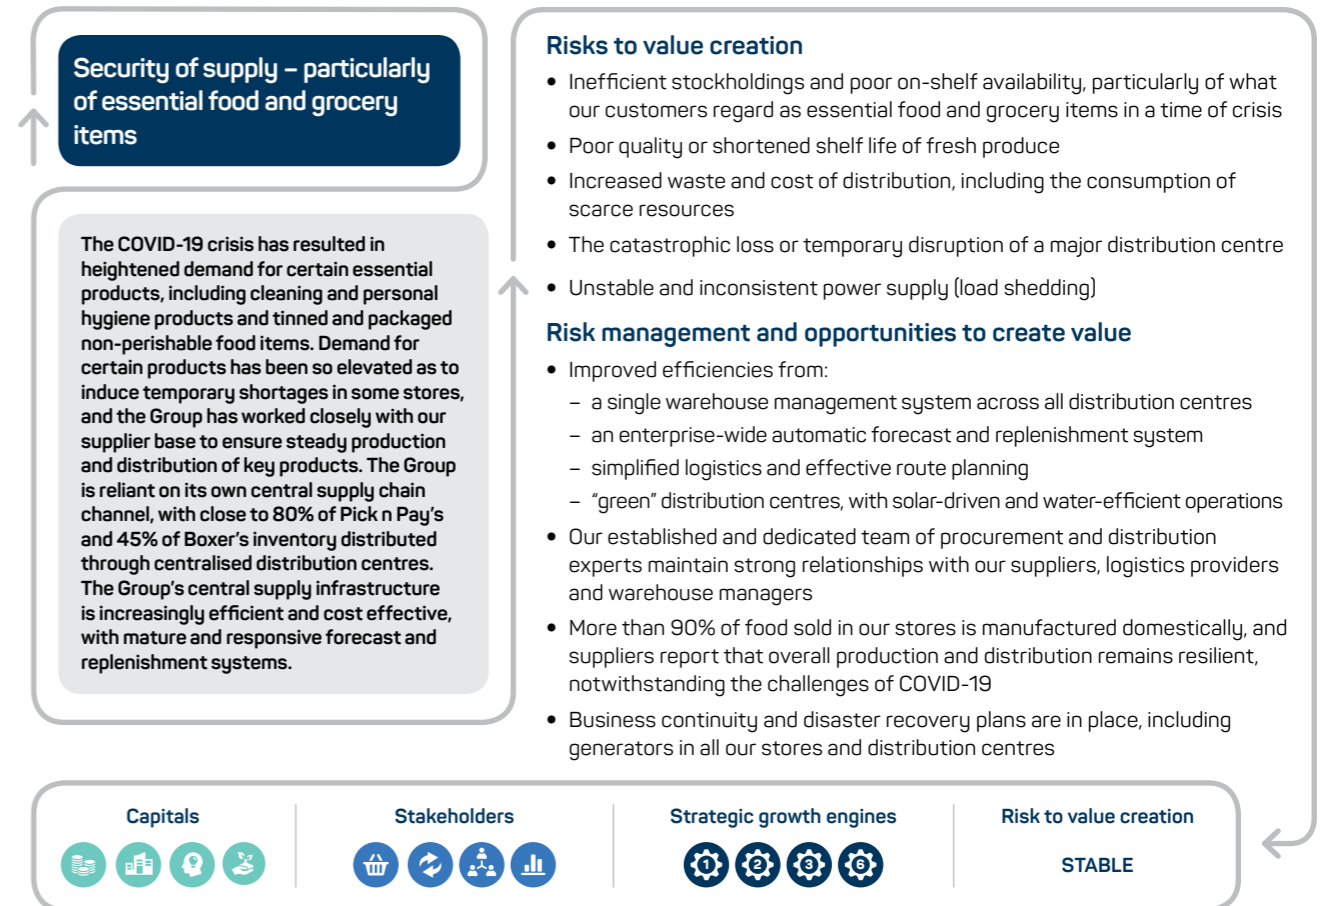 Security of supply – particularly
of essential food and grocery
items
The COVID-19 crisis has resulted in
heightened demand for certain essential
products, including cleaning and personal
hygiene products and tinned and packaged
non-perishable food items. Demand for
certain products has been so elevated as to
induce temporary shortages in some stores,
and the Group has worked closely with our
supplier base to ensure steady production
and distribution of key products. The Group
is reliant on its own central supply chain
channel, with close to 80% of Pick n Pay’s
and 45% of Boxer’s inventory distributed
through centralised distribution centres.
The Group’s central supply infrastructure
is increasingly efficient and cost effective,
with mature and responsive forecast and
replenishment systems.
Risks to value creation
• Inefficient stockholdings and poor on-shelf availability, particularly of what
our customers regard as essential food and grocery items in a time of crisis
• Poor quality or shortened shelf life of fresh produce
• Increased waste and cost of distribution, including the consumption of
scarce resources
• The catastrophic loss or temporary disruption of a major distribution centre
• Unstable and inconsistent power supply (load shedding)
Risk management and opportunities to create value
• Improved efficiencies from:
– a single warehouse management system across all distribution centres
– an enterprise-wide automatic forecast and replenishment system
– simplified logistics and effective route planning
– “green” distribution centres, with solar-driven and water-efficient operations
• Our established and dedicated team of procurement and distribution
experts maintain strong relationships with our suppliers, logistics providers
and warehouse managers
• More than 90% of food sold in our stores is manufactured domestically, and
suppliers report that overall production and distribution remains resilient,
notwithstanding the challenges of COVID-19
• Business continuity and disaster recovery plans are in place, including
generators in all our stores and distribution centres
Capitals
Stakeholders
Strategic growth engines
1 2 3 6
Risk to value creation
STABLE